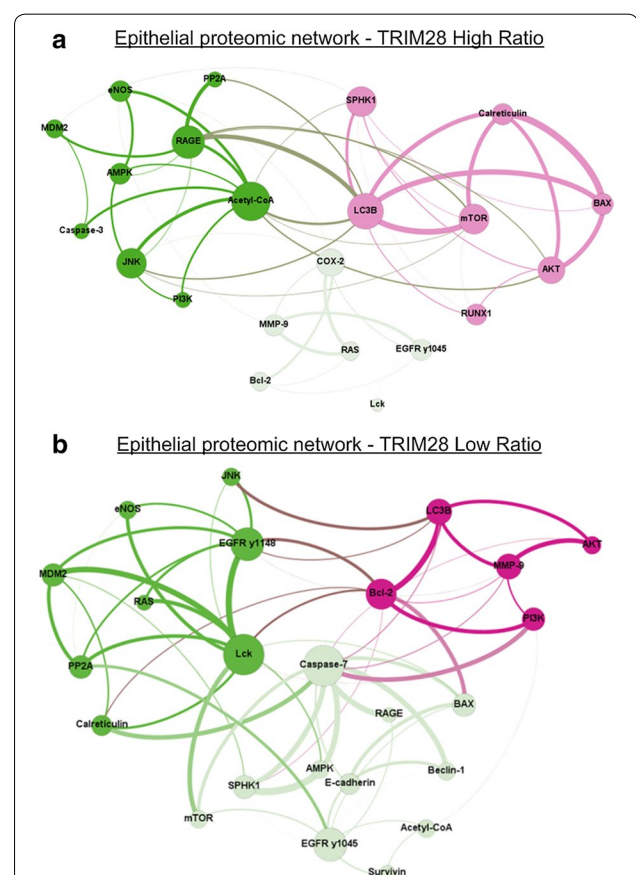 a
Epithelial proteomic network - TRIM28 High Ratio
PP2A
eNOS
SPHK1
Calreticulin
MDM2
RAGE
AMPK
Acetyl-CoA
LC3B
mTOR
BAX
Caspase-3
JNK
COX-2
AKT
PI3K
RUNX1
MMP-9
RAS
EGFR y1045
Bcl-2
Lck
b
Epithelial proteomic network - TRIM28 Low Ratio
JNK
eNOS
LC3B
EGFR y1148
AKT
MDM2
MMP-9
RAS
Bcl-2
PI3K
Lck
PP2A
Caspase-7
BAX
RAGE
Calreticulin
AMPK
Beclin-1
SPHK1
E-cadherin
mTOR
Acetyl-CoA
EGFR y1045
Survivin